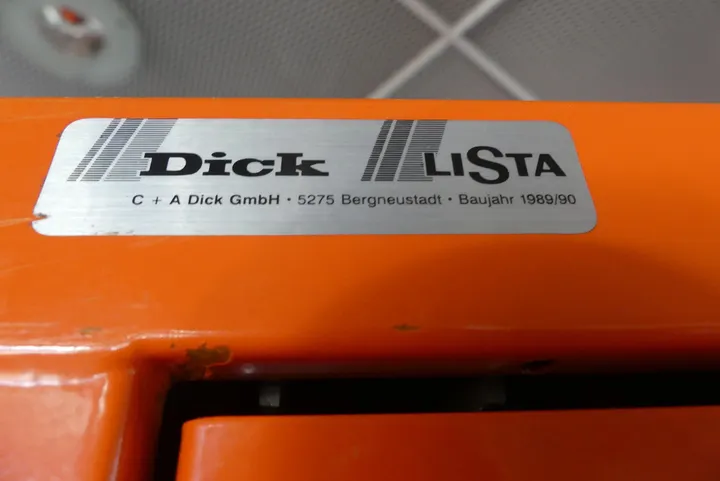 Dick LISTA
C + A Dick GmbH · 5275 Bergneustadt · Baujahr 1989/90